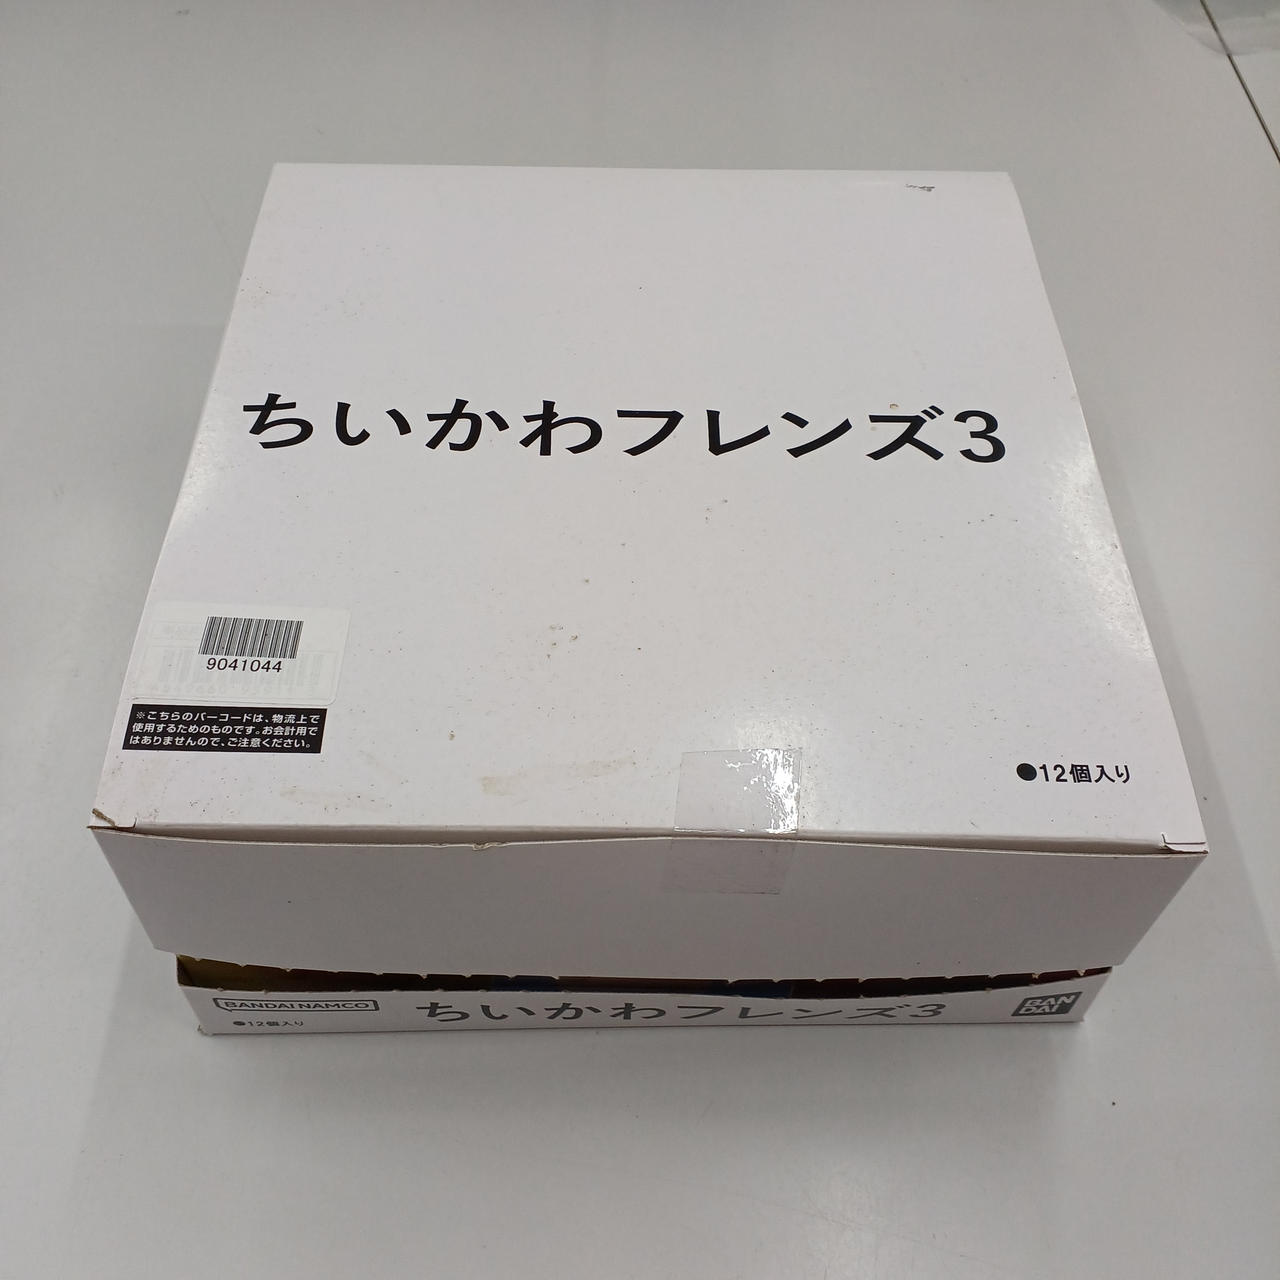 ちいかわフレンズ3
9041044
※こちらのバーコードは、物流上で
使用するためのものです。お会計用で
はありませんので、ご注意ください。
●12個入り
BANDAI NAMCO
ちいかわフレンズ3
BAN
DAI
●12個入り